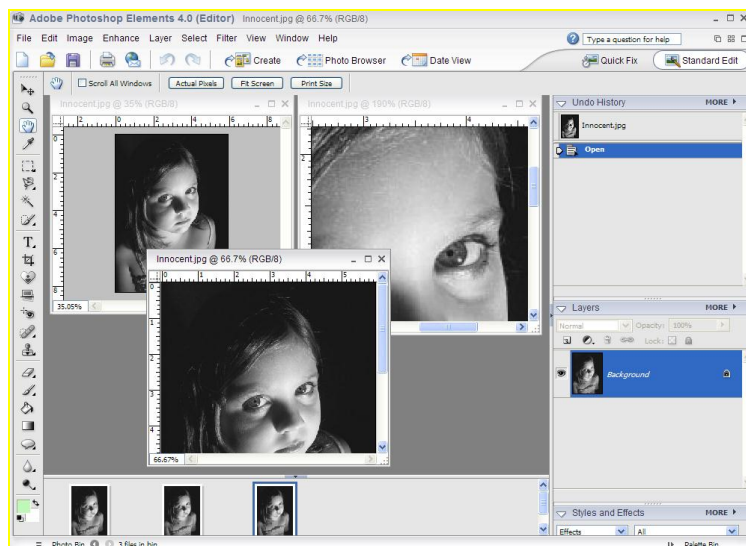 Adobe Photoshop Elements 4.0 (Editor) Innocent.jpg @ 66.7% (RGB/8)
File Edit Image Enhance Layer Select Filter View Window Help Type a question for help
Create Photo Browser Date View Quick Fix Standard Edit
Scroll All Windows Actual Pixels Fit Screen Print Size
Innocent.jpg @ 35% (RGB/8)
35.05%
Innocent.jpg @ 190% (RGB/8)
Innocent.jpg @ 66.7% (RGB/8)
66.67%
Undo History MORE
Innocent.jpg
Open
Layers MORE
Normal Opacity: 100%
Lock:
Background
Styles and Effects MORE
Effects All
Photo Bin 3 files in bin Palette Bin